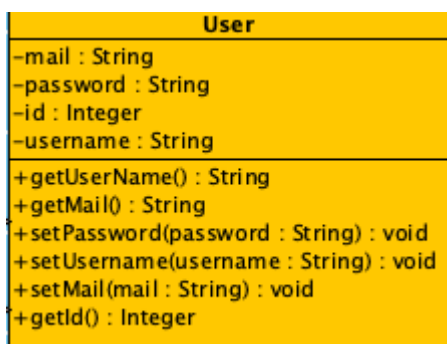 User
-mail : String
-password : String
-id : Integer
-username : String
+getUserName() : String
+getMail() : String
+setPassword(password : String) : void
+setUsername(username : String) : void
+setMail(mail : String) : void
+getId() : Integer